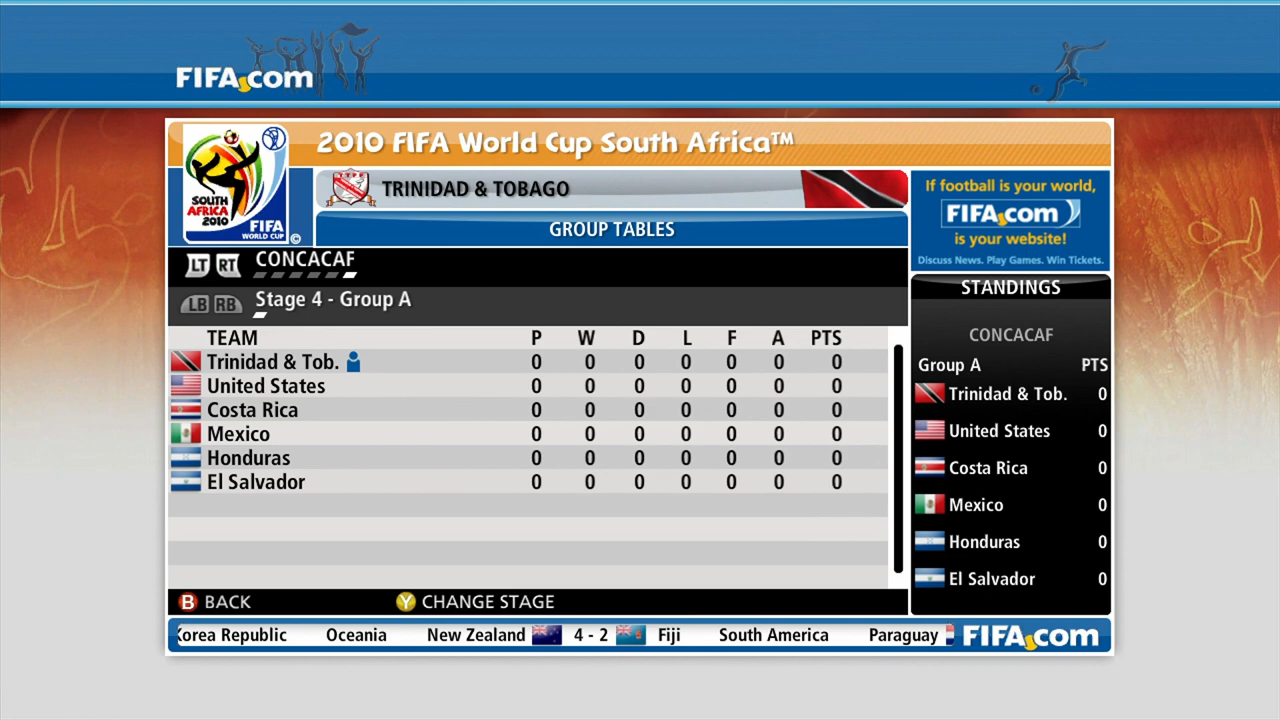 FIFA.com
2010 FIFA World Cup South Africa™
SOUTH
AFRICA
2010
FIFA
WORLD CUP
©
TRINIDAD & TOBAGO
GROUP TABLES
If football is your world,
FIFA.com
is your website!
Discuss News. Play Games. Win Tickets.
LT RT CONCACAF
LB RB Stage 4 - Group A
TEAM P W D L F A PTS
Trinidad & Tob. 0 0 0 0 0 0 0
United States 0 0 0 0 0 0 0
Costa Rica 0 0 0 0 0 0 0
Mexico 0 0 0 0 0 0 0
Honduras 0 0 0 0 0 0 0
El Salvador 0 0 0 0 0 0 0
B BACK Y CHANGE STAGE
STANDINGS
CONCACAF
Group A PTS
Trinidad & Tob. 0
United States 0
Costa Rica 0
Mexico 0
Honduras 0
El Salvador 0
Korea Republic Oceania New Zealand 4 - 2 Fiji South America Paraguay FIFA.com